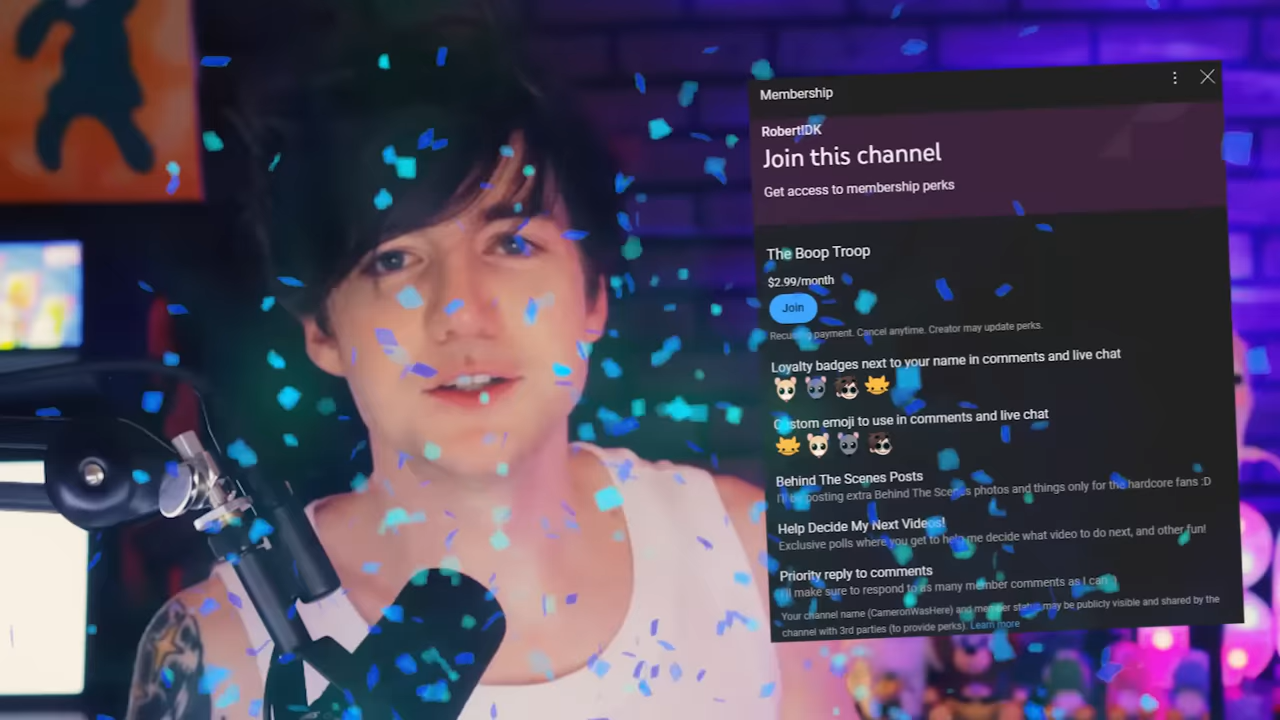 Membership
RobertIDK
Join this channel
Get access to membership perks
The Boop Troop
$2.99/month
Join
Recurring payment. Cancel anytime. Creator may update perks.
Loyalty badges next to your name in comments and live chat
Custom emoji to use in comments and live chat
Behind The Scenes Posts
I'll be posting extra Behind The Scenes photos and things only for the hardcore fans :D
Help Decide My Next Videos!
Exclusive polls where you get to help me decide what video to do next, and other fun!
Priority reply to comments
I'll make sure to respond to as many member comments as I can :)
Your channel name (CameronWasHere) and member status may be publicly visible and shared by the
channel with 3rd parties (to provide perks). Learn more